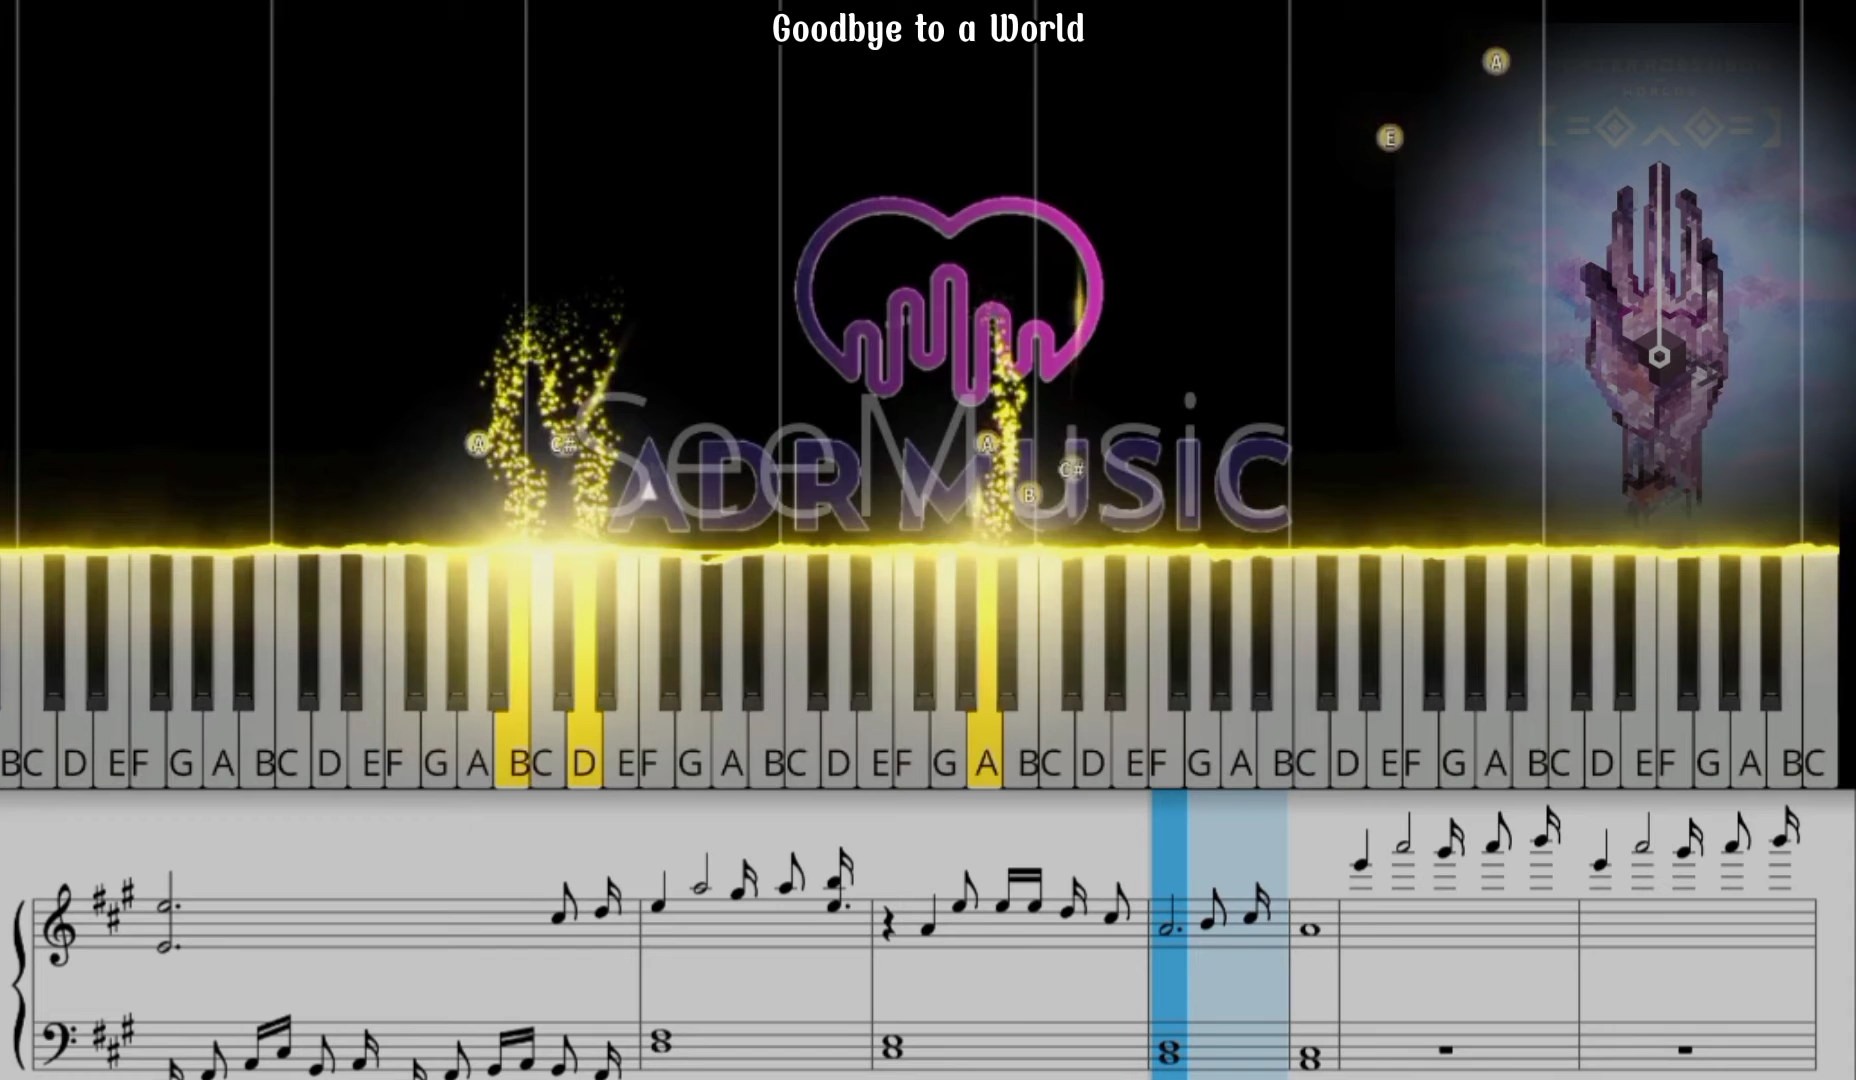 Goodbye to a World
A
E
WORLDS
A C# A C#
B
SeeMusic
ADR MUSIC
BC D EF G A BC D EF G A BC D EF G A BC D EF G A BC D EF G A BC D EF G A BC D EF G A BC